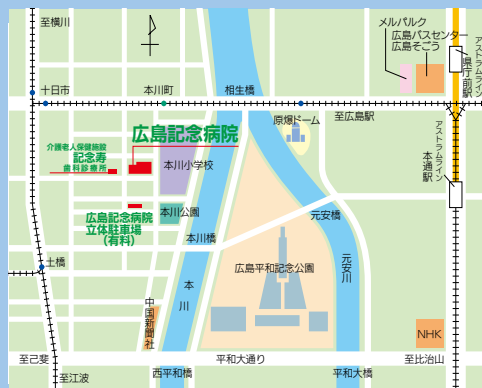 至横川
メルパルク
広島バスセンター
広島そごう
アストラムライン
県庁前駅
十日市
本川町
相生橋
原爆ドーム
至広島駅
広島記念病院
介護老人保健施設
記念寿
歯科診療所
本川小学校
アストラムライン
本通駅
広島記念病院
立体駐車場
(有料)
本川公園
元安橋
本川橋
土橋
広島平和記念公園
元安川
本川
中国新聞社
NHK
至己斐
平和大通り
至比治山
至江波
西平和橋
平和大橋